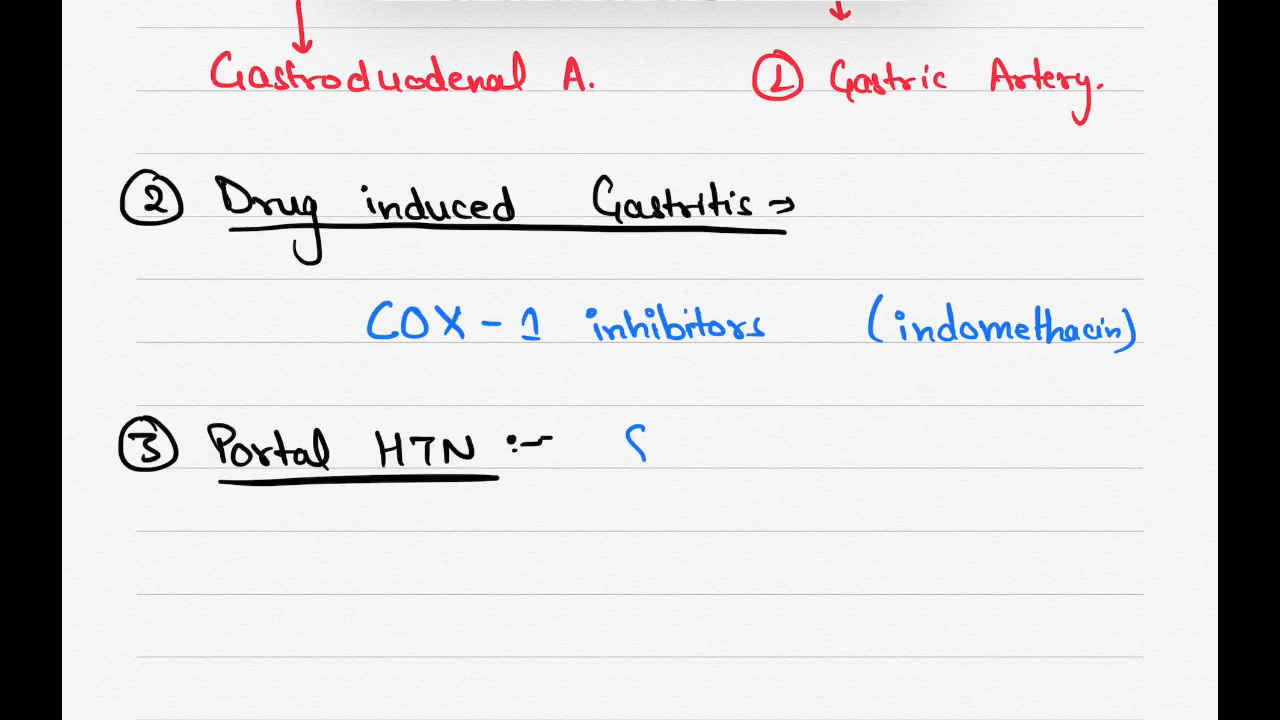 Gastroduodenal A. ① Gastric Artery.
② Drug induced Gastritis →
COX-1 inhibitors (indomethacin)
③ Portal HTN :-